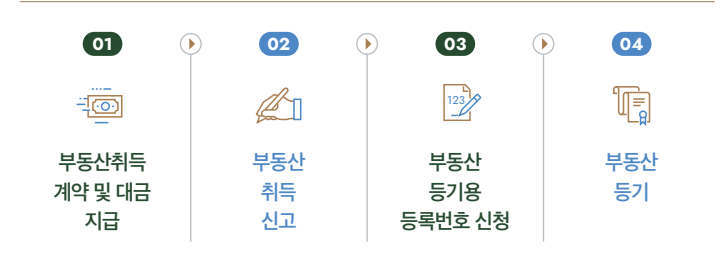 01
부동산취득
계약 및 대금
지급
02
부동산
취득
신고
03
123
부동산
등기용
등록번호 신청
04
부동산
등기